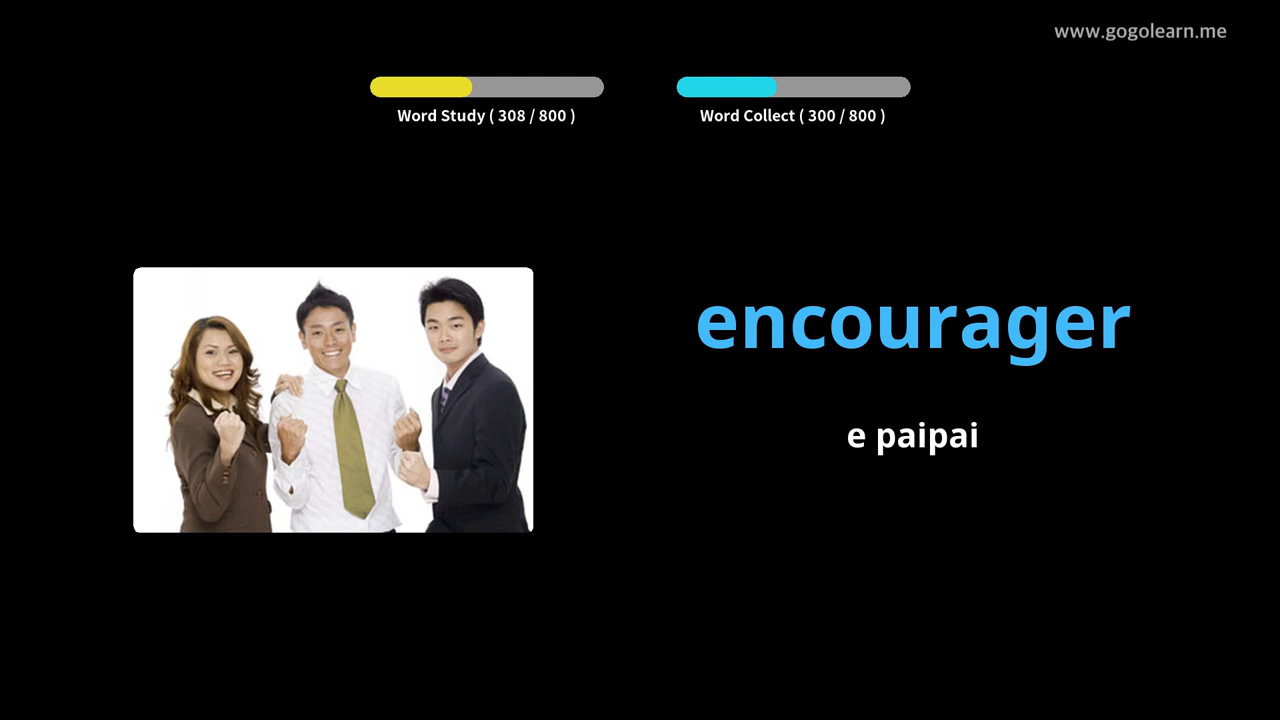 www.gogolearn.me
Word Study ( 308 / 800 )
Word Collect ( 300 / 800 )
encourager
e paipai